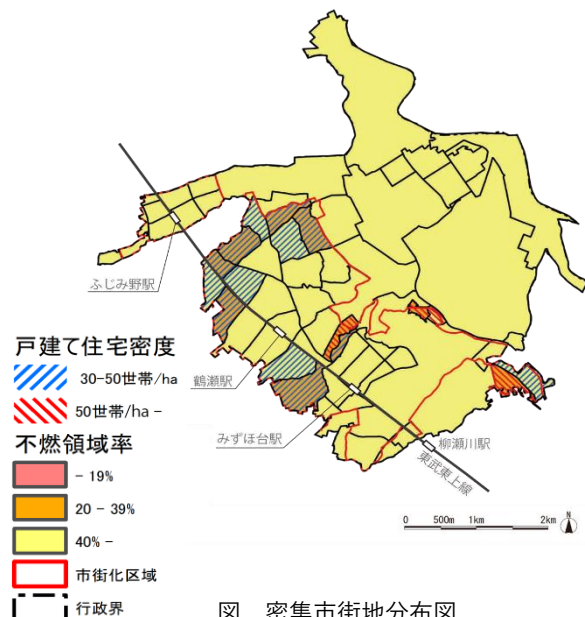 ふじみ野駅
鶴瀬駅
みずほ台駅
柳瀬川駅
東武東上線
戸建て住宅密度
30-50世帯/ha
50世帯/ha -
不燃領域率
- 19%
20 - 39%
40% -
市街化区域
行政界
0 500m 1km 2km
N
図 密集市街地分布図